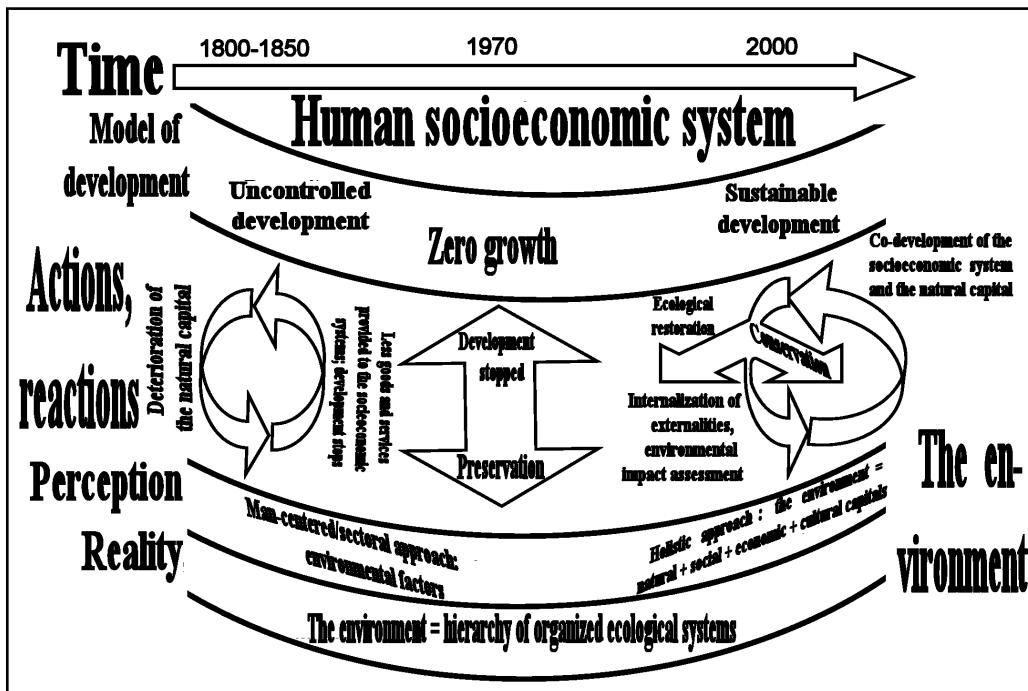 1800-1850
1970
2000
Time
Human socioeconomic system
Model of
development
Uncontrolled
development
Zero growth
Sustainable
development
Actions,
reactions
Deterioration of
the natural capital
Less goods and services
provided to the socioeconomic
systems; development stops
Development
stopped
Preservation
Ecological
restoration
Conservation
Internalization of
externalities,
environmental
impact assessment
Co-development of the
socioeconomic system
and the natural capital
Perception
Man-centered/sectoral approach:
environmental factors
Holistic approach : the environment =
natural + social + economic + cultural capitals
Reality
The environment = hierarchy of organized ecological systems
The en-
vironment